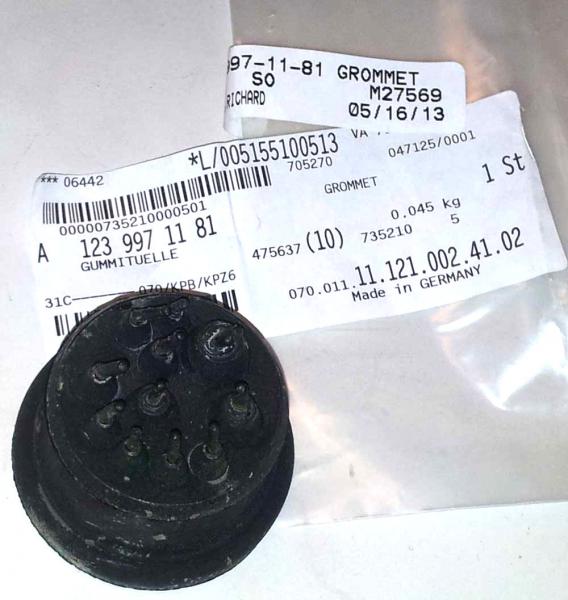 997-11-81 GROMMET
SO M27569
RICHARD 05/16/13
*L/005155100513
VA
*** 06442
705270
047125/0001
00000735210000501
GROMMET
1 St
A 123 997 11 81
0.045 kg
GUMMITUELLE
475637 (10) 735210 5
31C
079/KPB/KPZ6
070.011.11.121.002.41.02
Made in GERMANY